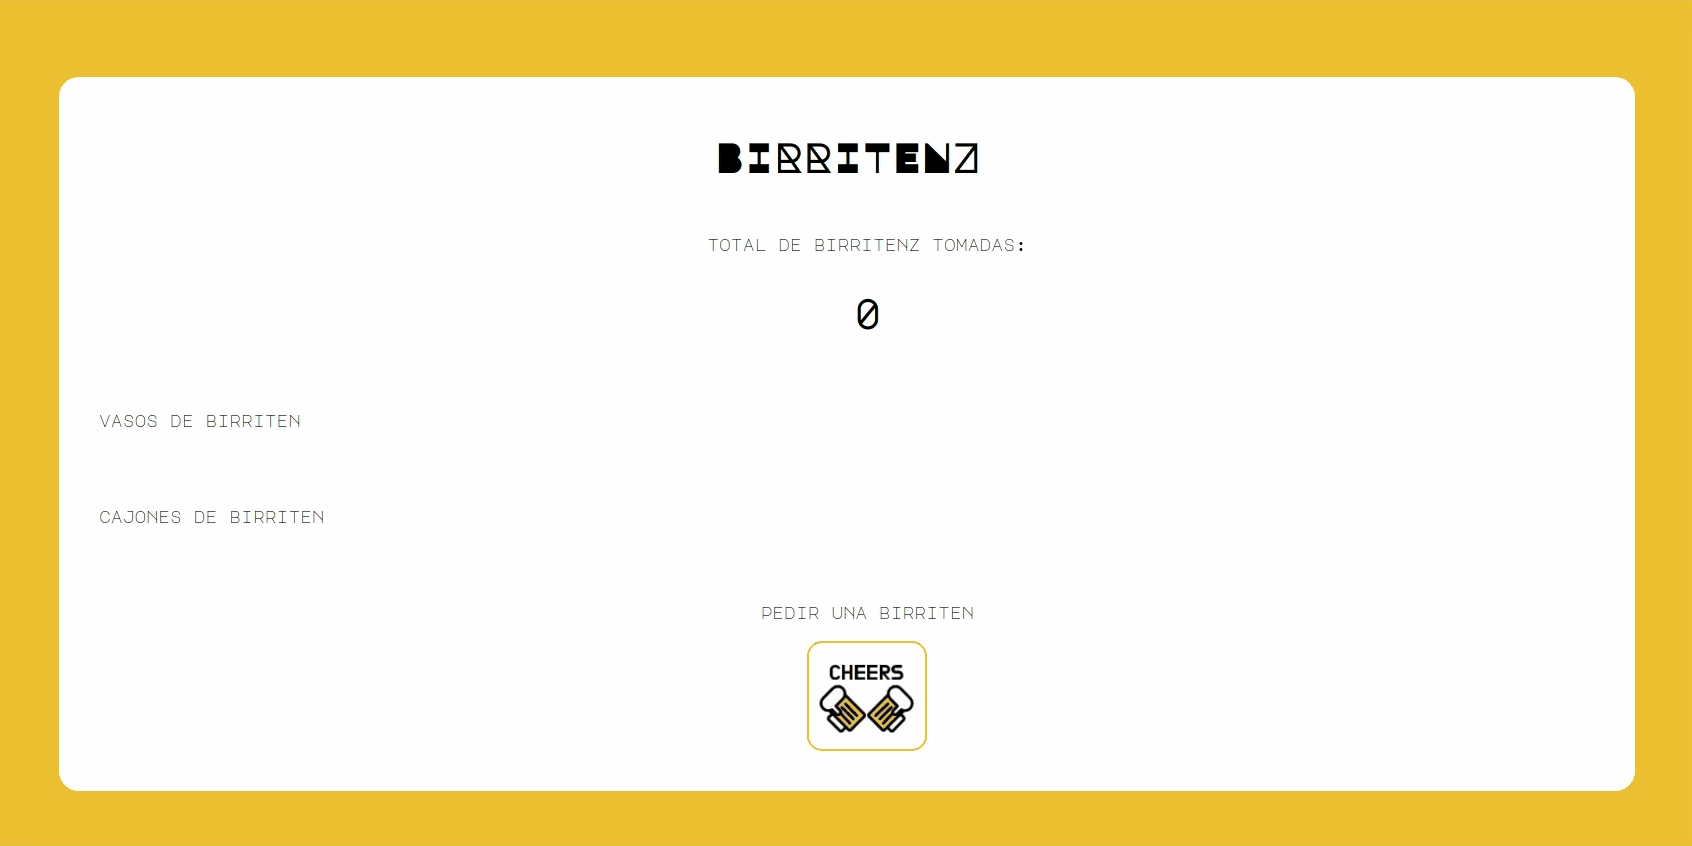 BIRRITENZ
TOTAL DE BIRRITENZ TOMADAS:
0
VASOS DE BIRRITEN
CAJONES DE BIRRITEN
PEDIR UNA BIRRITEN
CHEERS